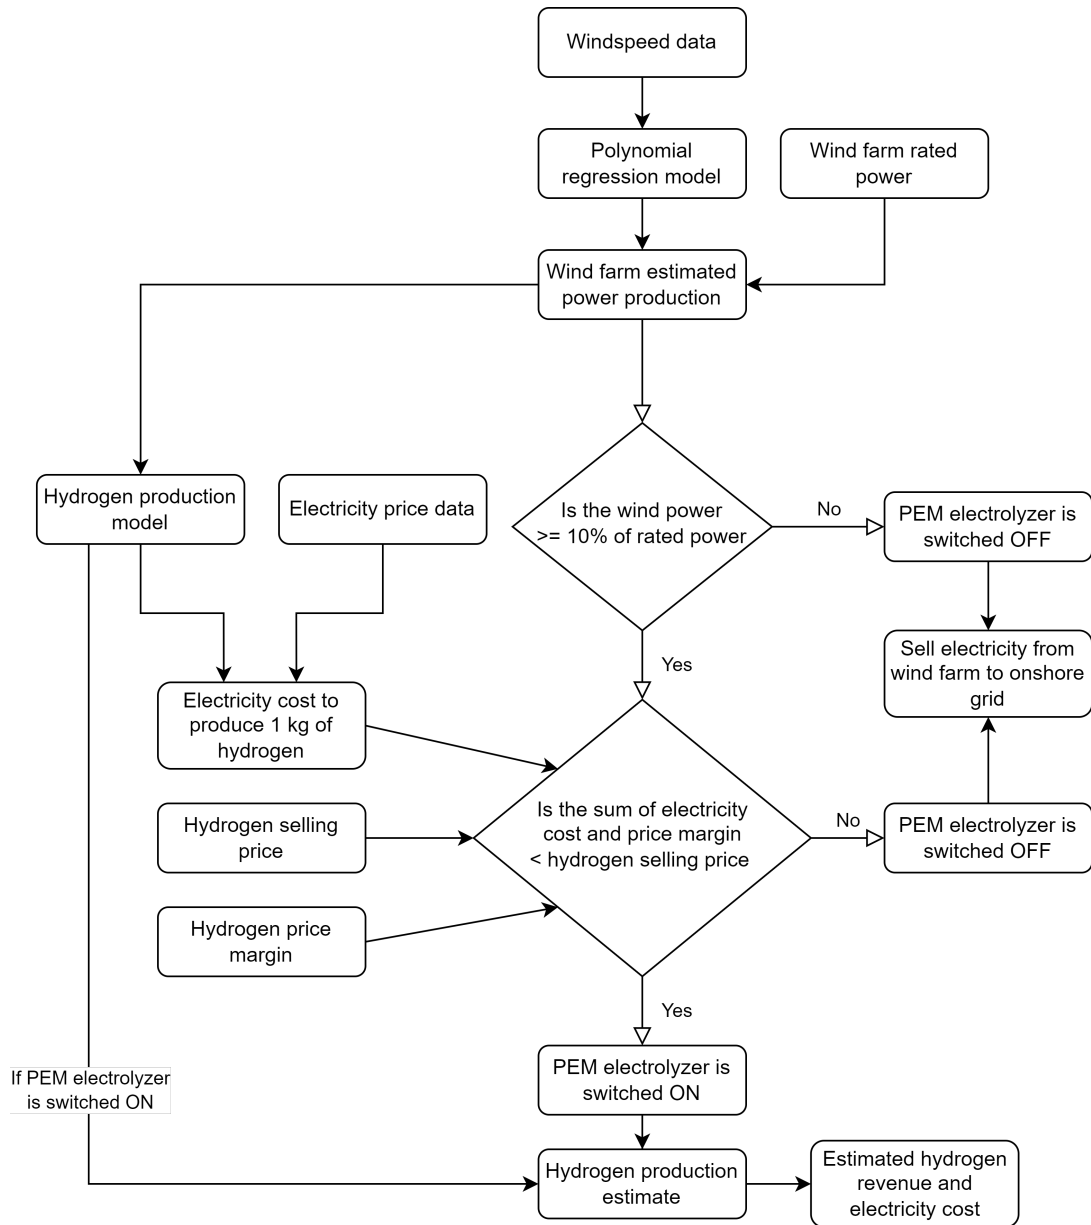 Windspeed data
Polynomial
regression model
Wind farm rated
power
Wind farm estimated
power production
Hydrogen production
model
Electricity price data
Is the wind power
>= 10% of rated power
No
PEM electrolyzer is
switched OFF
Sell electricity from
wind farm to onshore
grid
Yes
Electricity cost to
produce 1 kg of
hydrogen
Hydrogen selling
price
Hydrogen price
margin
Is the sum of electricity
cost and price margin
< hydrogen selling price
No
PEM electrolyzer is
switched OFF
Yes
PEM electrolyzer is
switched ON
If PEM electrolyzer
is switched ON
Hydrogen production
estimate
Estimated hydrogen
revenue and
electricity cost